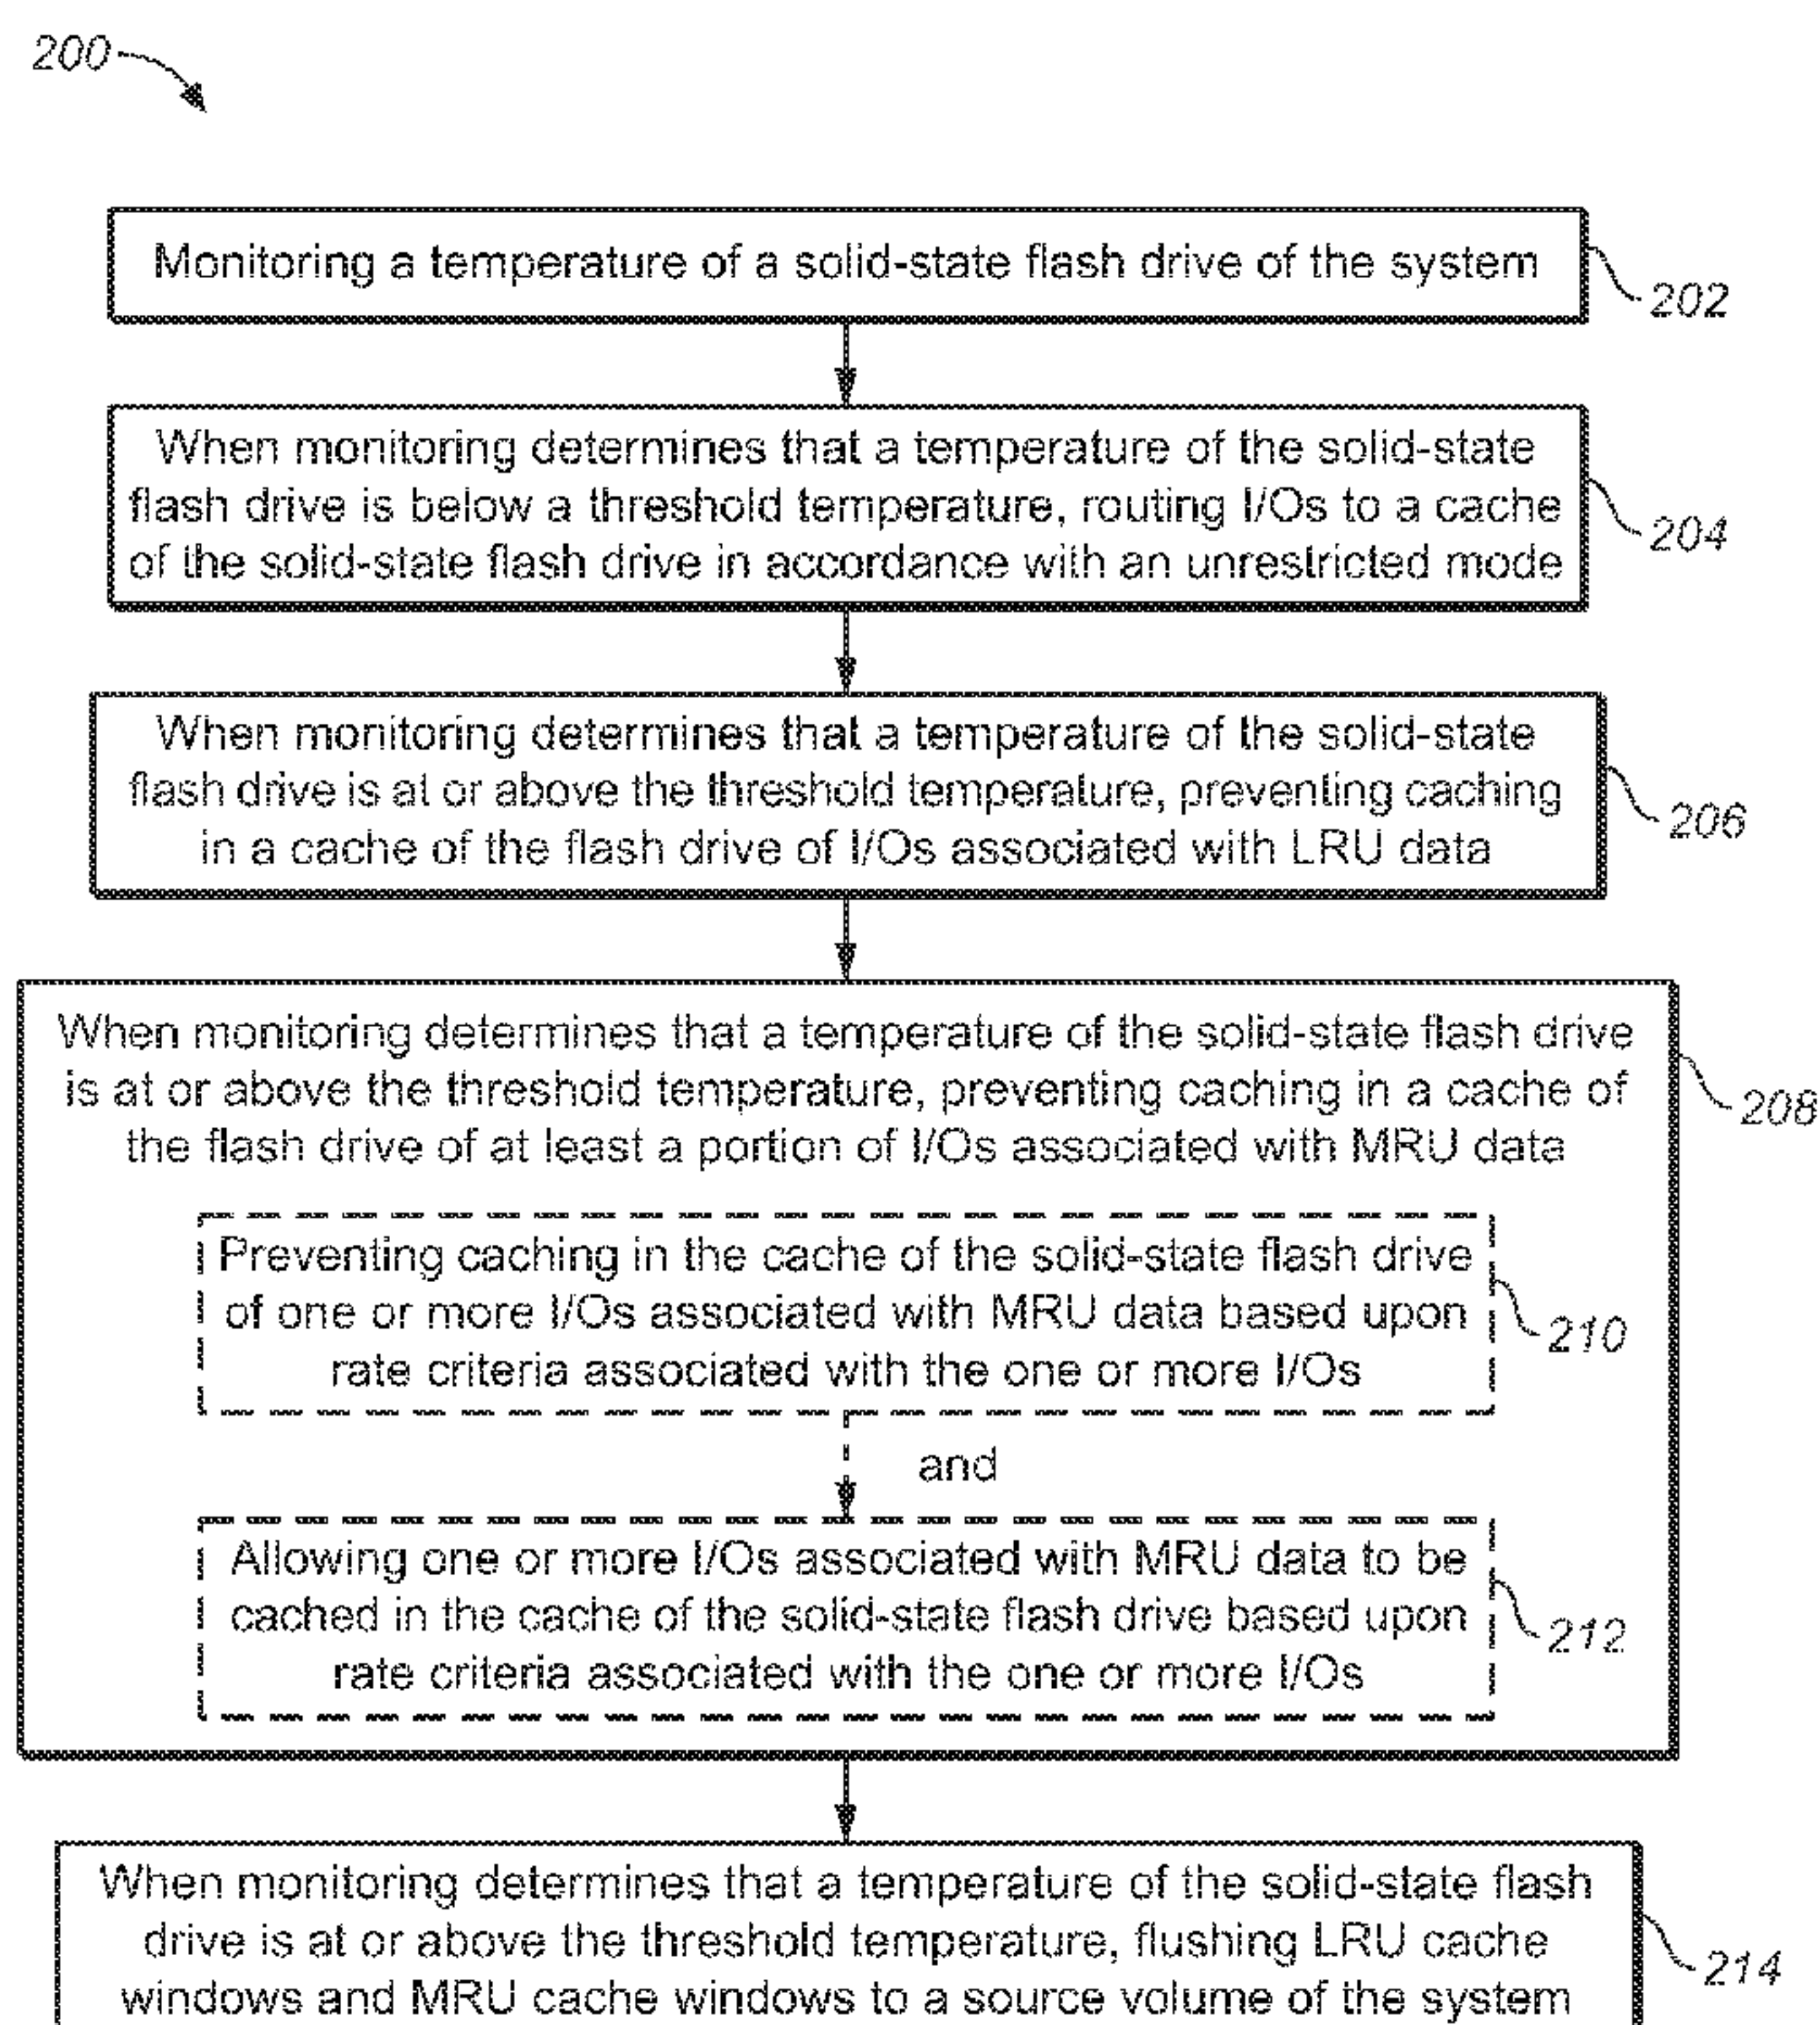 200
Monitoring a temperature of a solid-state flash drive of the system
202
When monitoring determines that a temperature of the solid-state
flash drive is below a threshold temperature, routing I/Os to a cache
of the solid-state flash drive in accordance with an unrestricted mode
204
When monitoring determines that a temperature of the solid-state
flash drive is at or above the threshold temperature, preventing caching
in a cache of the flash drive of I/Os associated with LRU data
206
When monitoring determines that a temperature of the solid-state flash drive
is at or above the threshold temperature, preventing caching in a cache of
the flash drive of at least a portion of I/Os associated with MRU data
208
Preventing caching in the cache of the solid-state flash drive
of one or more I/Os associated with MRU data based upon
rate criteria associated with the one or more I/Os
210
and
Allowing one or more I/Os associated with MRU data to be
cached in the cache of the solid-state flash drive based upon
rate criteria associated with the one or more I/Os
212
When monitoring determines that a temperature of the solid-state flash
drive is at or above the threshold temperature, flushing LRU cache
windows and MRU cache windows to a source volume of the system
214